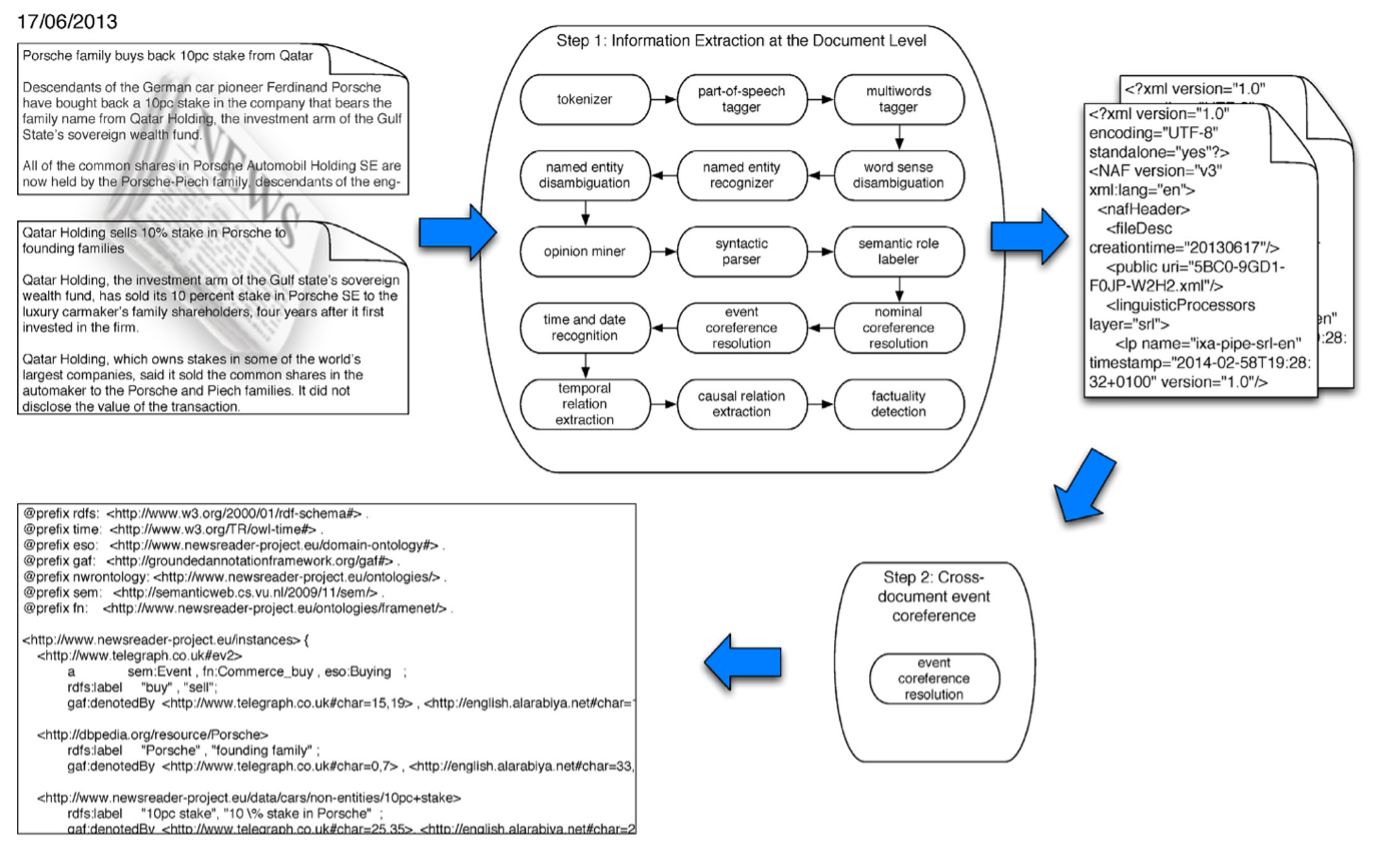 17/06/2013
Porsche family buys back 10pc stake from Qatar
Descendants of the German car pioneer Ferdinand Porsche
have bought back a 10pc stake in the company that bears the
family name from Qatar Holding, the investment arm of the Gulf
State's sovereign wealth fund.
All of the common shares in Porsche Automobil Holding SE are
now held by the Porsche-Piech family, descendants of the eng-
NEWS
Qatar Holding sells 10% stake in Porsche to
founding families
Qatar Holding, the investment arm of the Gulf state's sovereign
wealth fund, has sold its 10 percent stake in Porsche SE to the
luxury carmaker's family shareholders, four years after it first
invested in the firm.
Qatar Holding, which owns stakes in some of the world's
largest companies, said it sold the common shares in the
automaker to the Porsche and Piech families. It did not
disclose the value of the transaction.
Step 1: Information Extraction at the Document Level
tokenizer
part-of-speech
tagger
multiwords
tagger
named entity
disambiguation
named entity
recognizer
word sense
disambiguation
opinion miner
syntactic
parser
semantic role
labeler
time and date
recognition
event
coreference
resolution
nominal
coreference
resolution
temporal
relation
extraction
causal relation
extraction
factuality
detection
<?xml version="1.0"
<?xml version="1.0"
encoding="UTF-8"
standalone="yes"?>
<NAF version="v3"
xml:lang="en">
<nafHeader>
<fileDesc
creationtime="20130617"/>
<public uri="5BC0-9GD1-
F0JP-W2H2.xml"/>
<linguisticProcessors
layer="srl">
<lp name="ixa-pipe-srl-en"
timestamp="2014-02-58T19:28:
32+0100" version="1.0"/>
en"
:28:
Step 2: Cross-
document event
coreference
event
coreference
resolution
@prefix rdfs: <http://www.w3.org/2000/01/rdf-schema#> .
@prefix time: <http://www.w3.org/TR/owl-time#> .
@prefix eso: <http://www.newsreader-project.eu/domain-ontology#> .
@prefix gaf: <http://groundedannotationframework.org/gaf#> .
@prefix nwrontology: <http://www.newsreader-project.eu/ontologies/> .
@prefix sem: <http://semanticweb.cs.vu.nl/2009/11/sem/> .
@prefix fn: <http://www.newsreader-project.eu/ontologies/framenet/> .
<http://www.newsreader-project.eu/instances> {
<http://www.telegraph.co.uk#ev2>
a sem:Event , fn:Commerce_buy , eso:Buying ;
rdfs:label "buy" , "sell";
gaf:denotedBy <http://www.telegraph.co.uk#char=15,19> , <http://english.alarabiya.net#char=
<http://dbpedia.org/resource/Porsche>
rdfs:label "Porsche" , "founding family" ;
gaf:denotedBy <http://www.telegraph.co.uk#char=0,7> , <http://english.alarabiya.net#char=33,
<http://www.newsreader-project.eu/data/cars/non-entities/10pc+stake>
rdfs:label "10pc stake", "10 \% stake in Porsche" ;
gaf:denotedBy <http://www.telegraph.co.uk#char=25,35>, <http://english.alarabiya.net#char=2